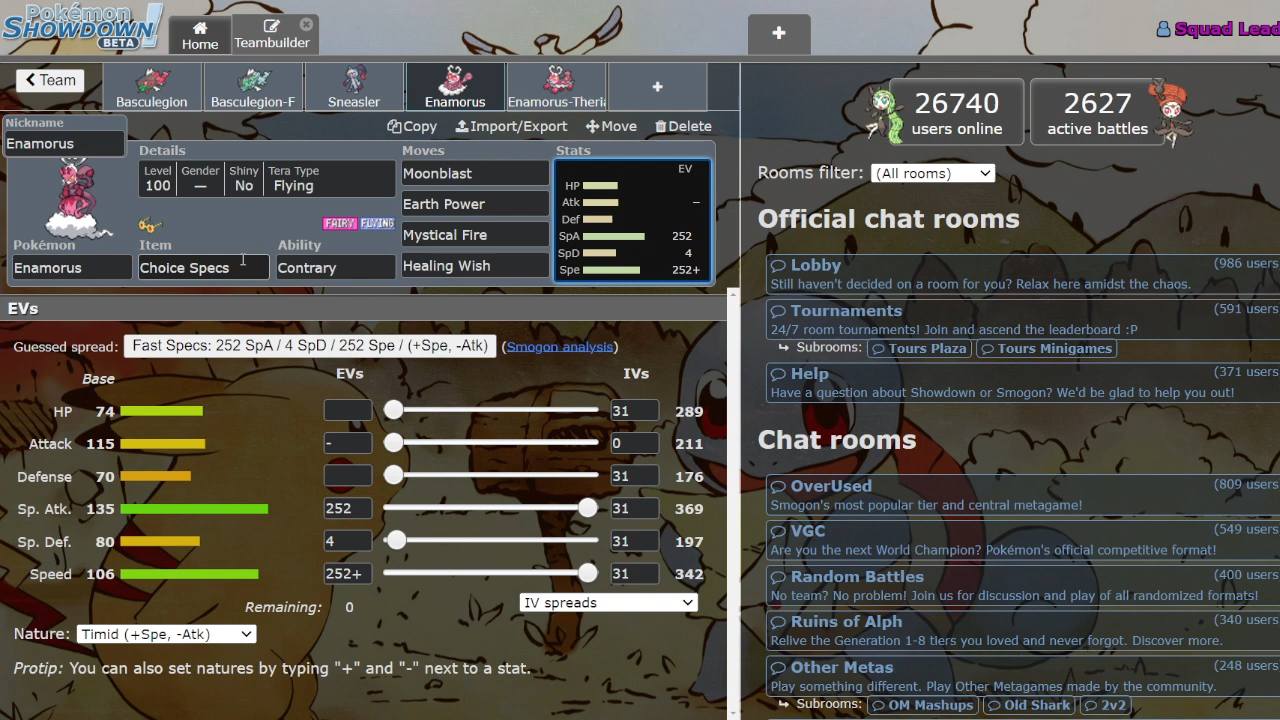 Pokémon
SHOWDOWN!
BETA
Home
Teambuilder
+
Squad Lead
Team
Basculegion
Basculegion-F
Sneasler
Enamorus
Enamorus-Theri
+
Copy
Import/Export
Move
Delete
Nickname
Enamorus
Details
Level
100
Gender
—
Shiny
No
Tera Type
Flying
FAIRY FLYING
Pokémon
Enamorus
Item
Choice Specs
Ability
Contrary
Moves
Moonblast
Earth Power
Mystical Fire
Healing Wish
Stats
EV
HP
Atk –
Def
SpA 252
SpD 4
Spe 252+
EVs
Guessed spread: Fast Specs: 252 SpA / 4 SpD / 252 Spe / (+Spe, -Atk) (Smogon analysis)
Base EVs IVs
HP 74 31 289
Attack 115 - 0 211
Defense 70 31 176
Sp. Atk. 135 252 31 369
Sp. Def. 80 4 31 197
Speed 106 252+ 31 342
Remaining: 0
IV spreads
Nature: Timid (+Spe, -Atk)
Protip: You can also set natures by typing "+" and "-" next to a stat.
26740
users online
2627
active battles
Rooms filter: (All rooms)
Official chat rooms
Lobby (986 users
Still haven't decided on a room for you? Relax here amidst the chaos.
Tournaments (591 users
24/7 room tournaments! Join and ascend the leaderboard :P
Subrooms: Tours Plaza Tours Minigames
Help (371 users
Have a question about Showdown or Smogon? We'd be glad to help you out!
Chat rooms
OverUsed (809 users
Smogon's most popular tier and central metagame!
VGC (549 users
Are you the next World Champion? Pokémon's official competitive format!
Random Battles (400 users
No team? No problem! Join us for discussion and play of all randomized formats!
Ruins of Alph (340 users
Relive the Generation 1-8 tiers you loved and never forgot. Discover more.
Other Metas (248 users
Play something different. Play Other Metagames made by the community.
Subrooms: OM Mashups Old Shark 2v2